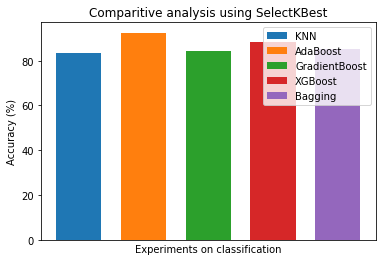 Comparitive analysis using SelectKBest
KNN
AdaBoost
GradientBoost
XGBoost
Bagging
80
60
40
20
0
Accuracy (%)
Experiments on classification